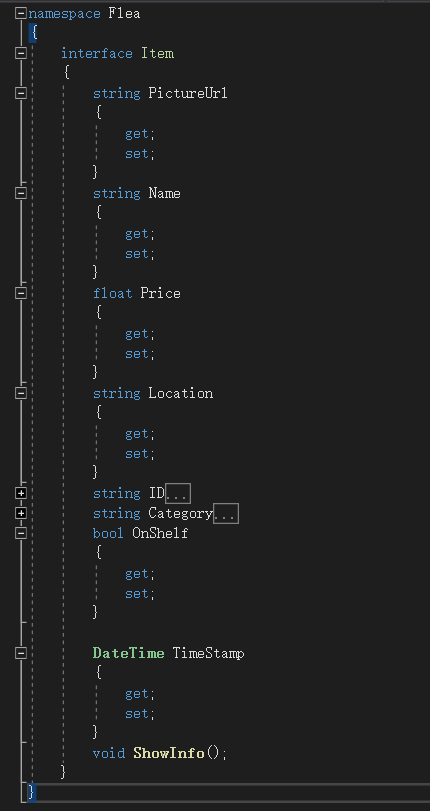 namespace Flea
{
interface Item
{
string PictureUrl
{
get;
set;
}
string Name
{
get;
set;
}
float Price
{
get;
set;
}
string Location
{
get;
set;
}
string ID...
string Category...
bool OnShelf
{
get;
set;
}
DateTime TimeStamp
{
get;
set;
}
void ShowInfo();
}
}